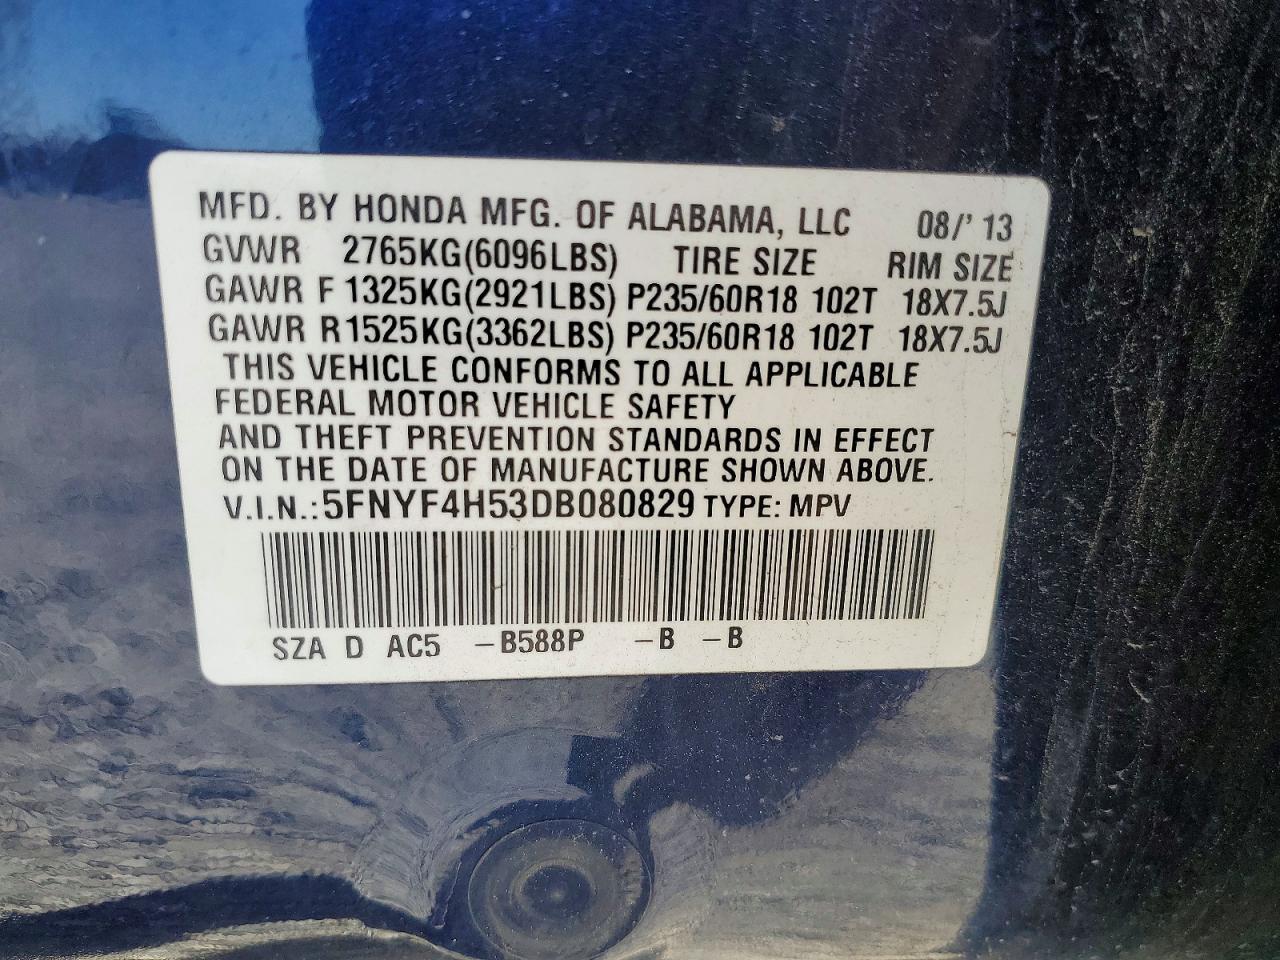 MFD. BY HONDA MFG. OF ALABAMA, LLC 08/' 13
GVWR 2765KG(6096LBS) TIRE SIZE RIM SIZE
GAWR F 1325KG(2921LBS) P235/60R18 102T 18X7.5J
GAWR R1525KG(3362LBS) P235/60R18 102T 18X7.5J
THIS VEHICLE CONFORMS TO ALL APPLICABLE
FEDERAL MOTOR VEHICLE SAFETY
AND THEFT PREVENTION STANDARDS IN EFFECT
ON THE DATE OF MANUFACTURE SHOWN ABOVE.
V.I.N.:5FNYF4H53DB080829 TYPE: MPV
SZA D AC5 -B588P -B -B